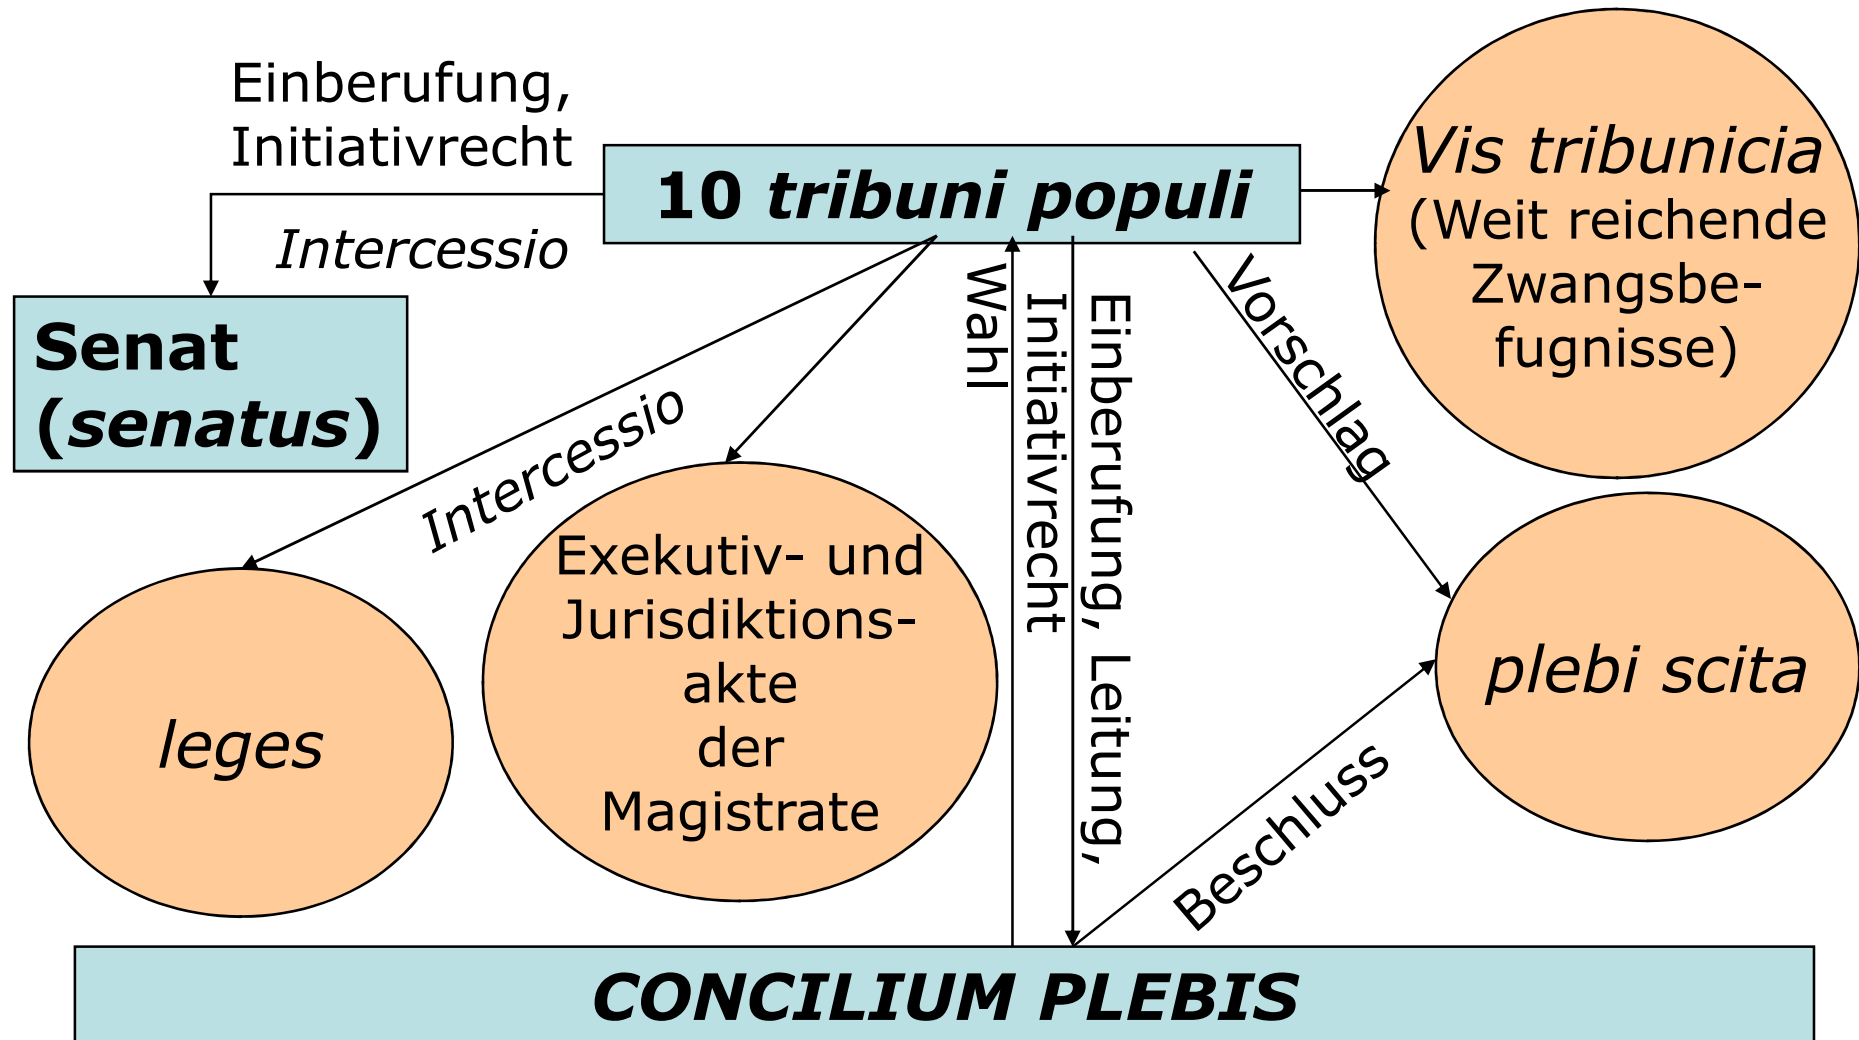 Einberufung,
Initiativrecht
10 tribuni populi
Intercessio
Senat
(senatus)
Vis tribunicia
(Weit reichende
Zwangsbe-
fugnisse)
Intercessio
Wahl
Einberufung, Leitung,
Initiativrecht
Vorschlag
leges
Exekutiv- und
Jurisdiktions-
akte
der
Magistrate
plebi scita
Beschluss
CONCILIUM PLEBIS